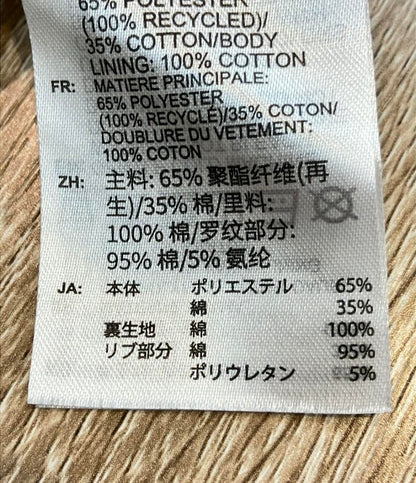 65% POLYESTER
(100% RECYCLED)/
35% COTTON/BODY
LINING: 100% COTTON
FR: MATIERE PRINCIPALE:
65% POLYESTER
(100% RECYCLE)/35% COTON/
DOUBLURE DU VETEMENT:
100% COTON
ZH: 主料: 65% 聚酯纤维(再
生)/35% 棉/里料:
100% 棉/罗纹部分:
95% 棉/5% 氨纶
JA: 本体 ポリエステル 65%
綿 35%
裏生地 綿 100%
リブ部分 綿 95%
ポリウレタン 5%